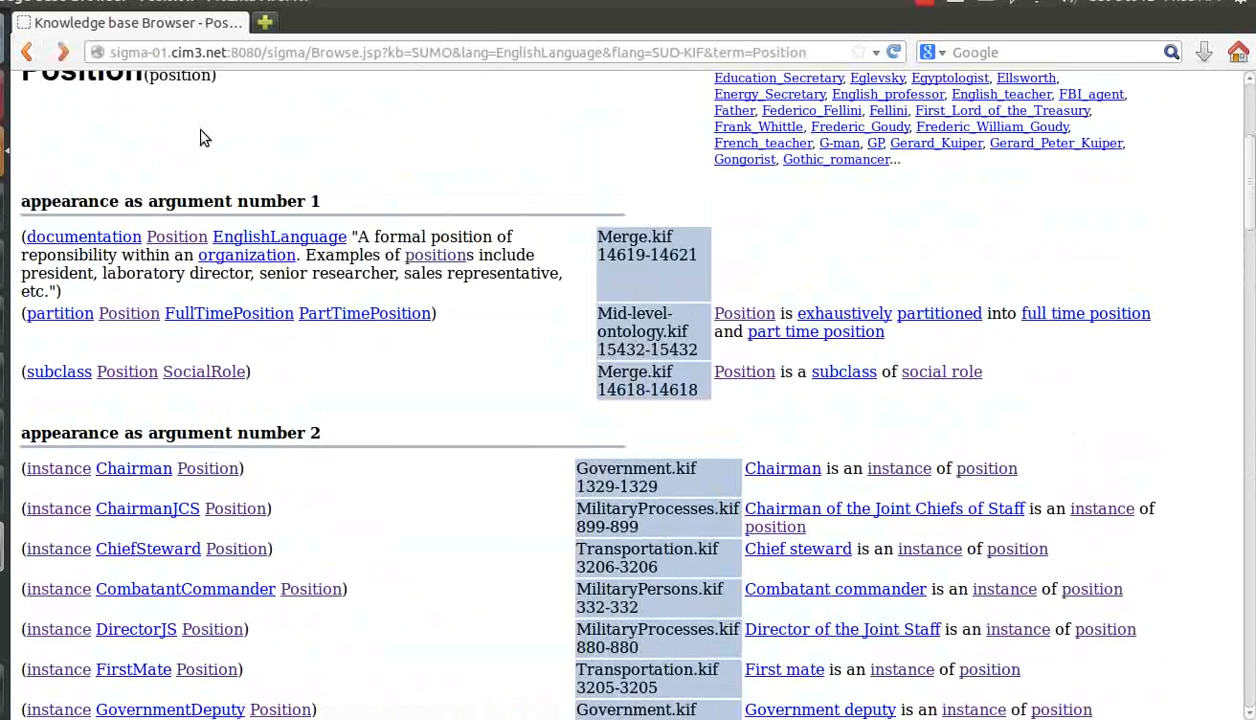 Knowledge base Browser - Pos...
sigma-01.cim3.net:8080/sigma/Browse.jsp?kb=SUMO&lang=EnglishLanguage&flang=SUO-KIF&term=Position
Google
Position(position)
Education_Secretary, Eglevsky, Egyptologist, Ellsworth,
Energy_Secretary, English_professor, English_teacher, FBI_agent,
Father, Federico_Fellini, Fellini, First_Lord_of_the_Treasury,
Frank_Whittle, Frederic_Goudy, Frederic_William_Goudy,
French_teacher, G-man, GP, Gerard_Kuiper, Gerard_Peter_Kuiper,
Gongorist, Gothic_romancer...
appearance as argument number 1
(documentation Position EnglishLanguage "A formal position of
reponsibility within an organization. Examples of positions include
president, laboratory director, senior researcher, sales representative,
etc.")
Merge.kif
14619-14621
(partition Position FullTimePosition PartTimePosition)
Mid-level-
ontology.kif
15432-15432
Position is exhaustively partitioned into full time position
and part time position
(subclass Position SocialRole)
Merge.kif
14618-14618
Position is a subclass of social role
appearance as argument number 2
(instance Chairman Position)
Government.kif
1329-1329
Chairman is an instance of position
(instance ChairmanJCS Position)
MilitaryProcesses.kif
899-899
Chairman of the Joint Chiefs of Staff is an instance of
position
(instance ChiefSteward Position)
Transportation.kif
3206-3206
Chief steward is an instance of position
(instance CombatantCommander Position)
MilitaryPersons.kif
332-332
Combatant commander is an instance of position
(instance DirectorJS Position)
MilitaryProcesses.kif
880-880
Director of the Joint Staff is an instance of position
(instance FirstMate Position)
Transportation.kif
3205-3205
First mate is an instance of position
(instance GovernmentDeputy Position)
Government.kif
Government deputy is an instance of position